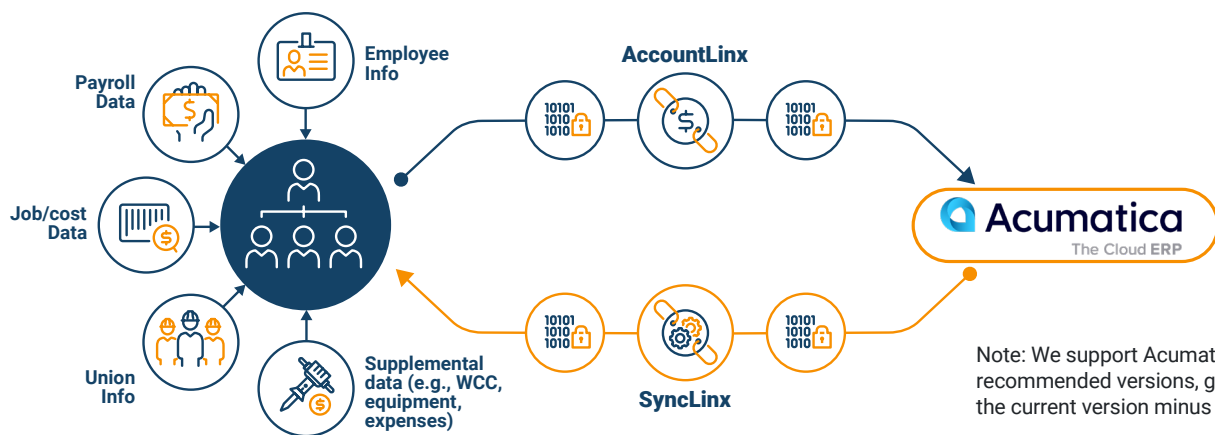 Employee
Info
Payroll
Data
Job/cost
Data
Union
Info
Supplemental
data (e.g., WCC,
equipment,
expenses)
AccountLinx
10101
1010
1010
$
10101
1010
1010
Acumatica
The Cloud ERP
10101
1010
1010
10101
1010
1010
SyncLinx
Note: We support Acumat
recommended versions, g
the current version minus